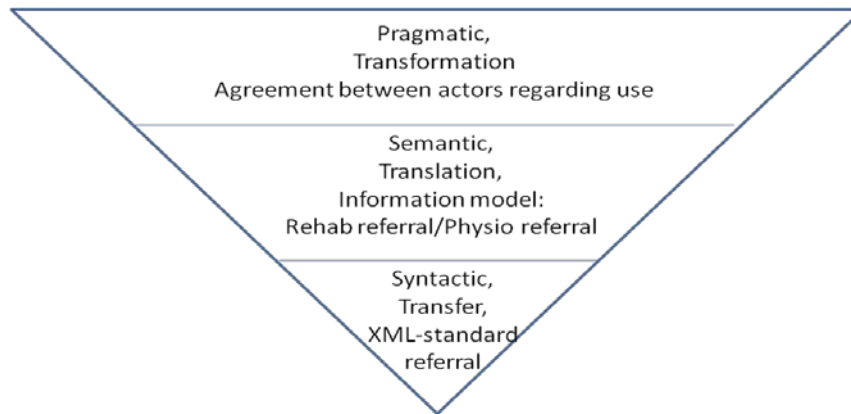 Pragmatic,
Transformation
Agreement between actors regarding use
Semantic,
Translation,
Information model:
Rehab referral/Physio referral
Syntactic,
Transfer,
XML-standard
referral